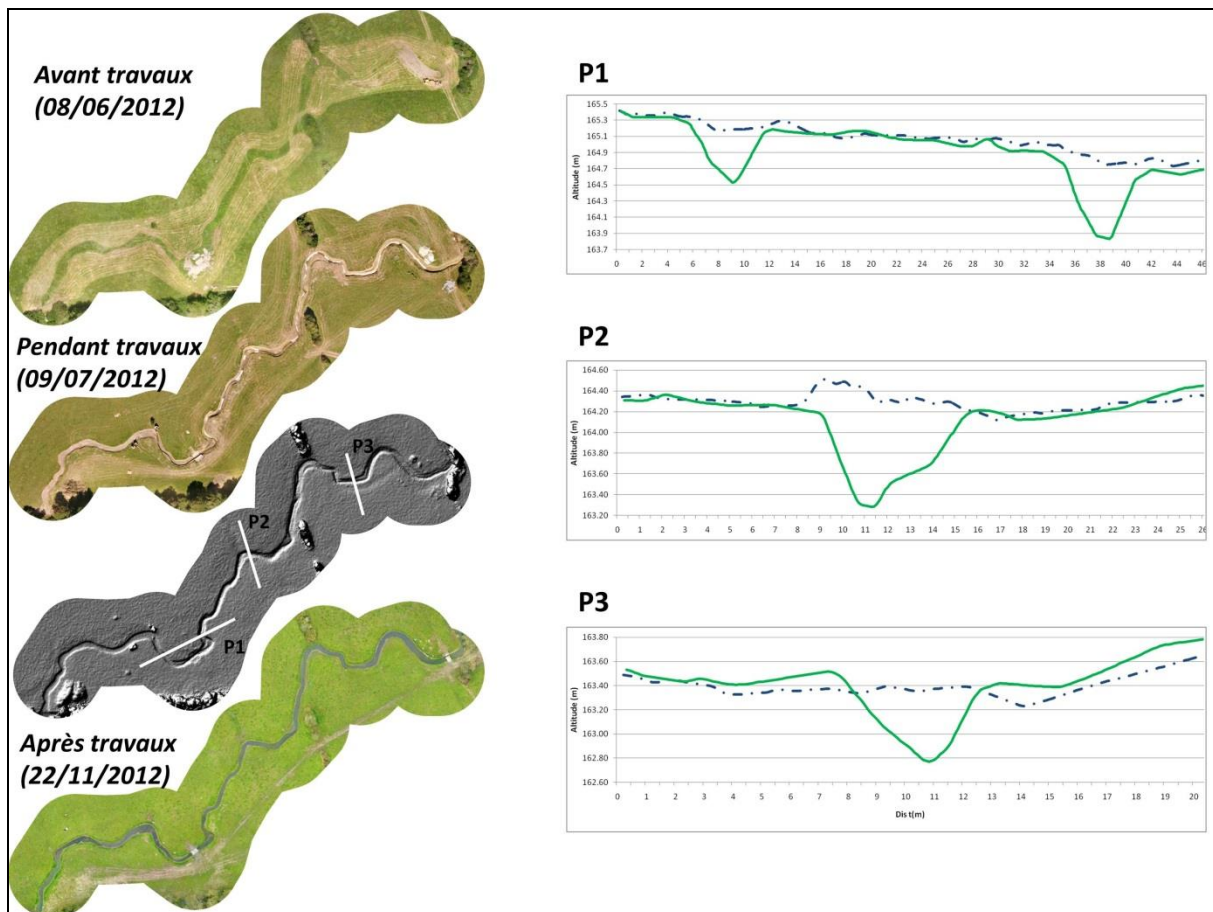 Avant travaux
(08/06/2012)
Pendant travaux
(09/07/2012)
P3
P2
P1
Après travaux
(22/11/2012)
P1
Altitude (m)
165.5
165.3
165.1
164.9
164.7
164.5
164.3
164.1
163.9
163.7
0 2 4 6 8 10 12 14 16 18 20 22 24 26 28 30 32 34 36 38 40 42 44 46
P2
Altitude (m)
164.60
164.40
164.20
164.00
163.80
163.60
163.40
163.20
0 1 2 3 4 5 6 7 8 9 10 11 12 13 14 15 16 17 18 19 20 21 22 23 24 25 26
P3
Altitude (m)
163.80
163.60
163.40
163.20
163.00
162.80
162.60
0 1 2 3 4 5 6 7 8 9 10 11 12 13 14 15 16 17 18 19 20
Dis t(m)